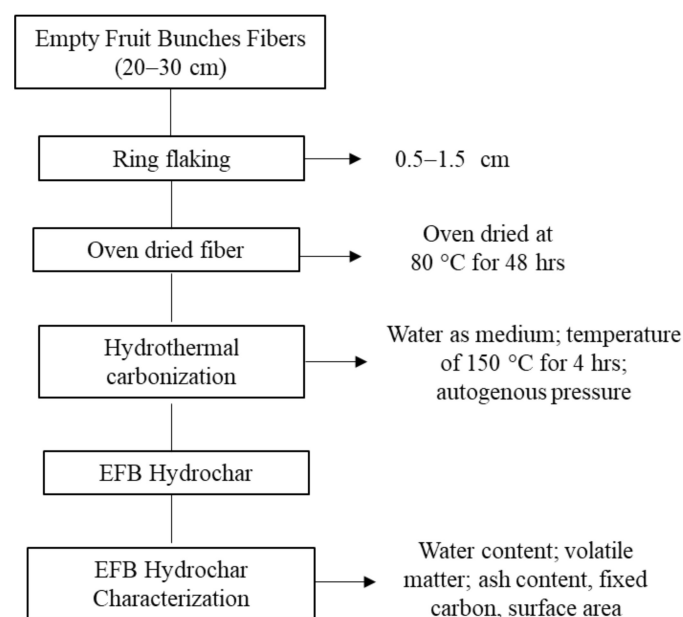 Empty Fruit Bunches Fibers
(20–30 cm)
Ring flaking
0.5–1.5 cm
Oven dried fiber
Oven dried at
80 °C for 48 hrs
Hydrothermal
carbonization
Water as medium; temperature
of 150 °C for 4 hrs;
autogenous pressure
EFB Hydrochar
EFB Hydrochar
Characterization
Water content; volatile
matter; ash content, fixed
carbon, surface area